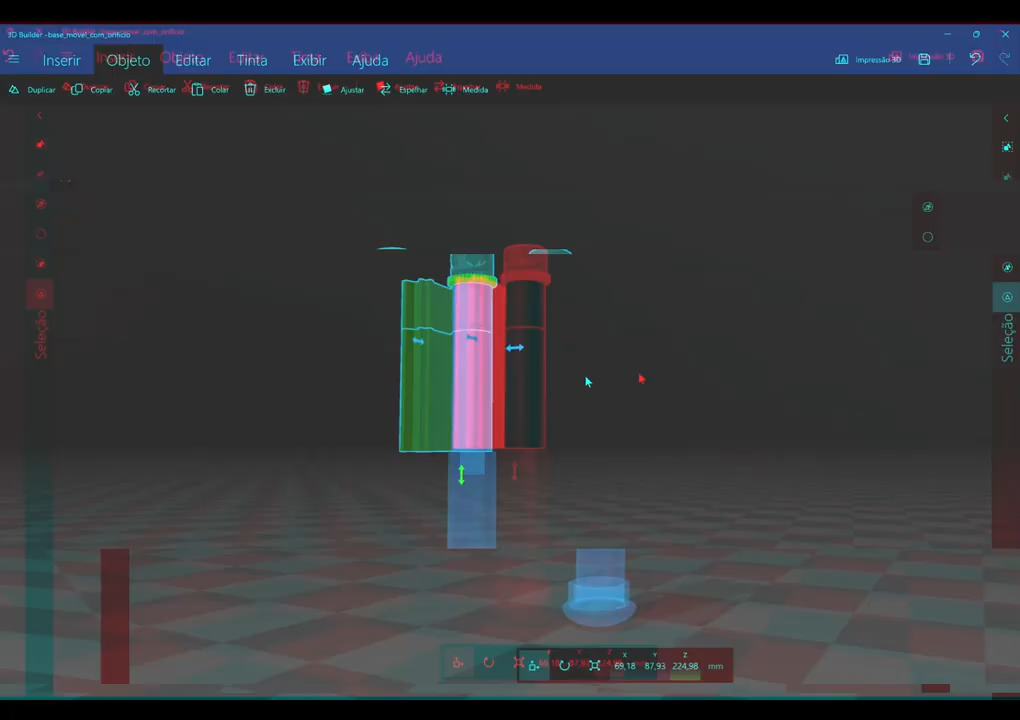 3D Builder - base_movel_com_orificio
Inserir Objeto Editar Tinta Exibir Ajuda Ajuda
Impressão 3D
Duplicar Copiar Recortar Colar Excluir Ajustar Espelhar Medida Medida
Seleção
Seleção
X Y Z
69,18 87,93 224,98 mm